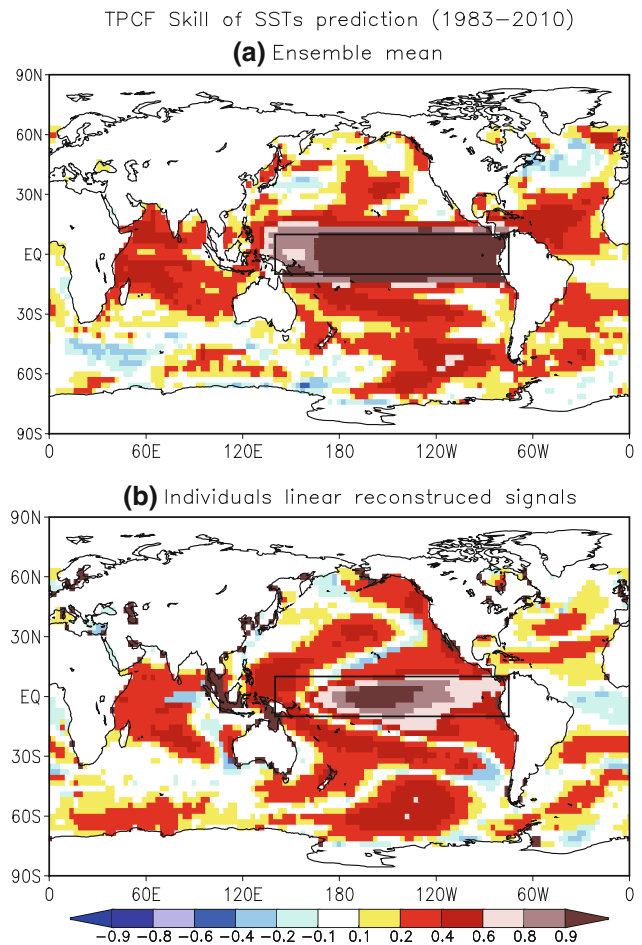 TPCF Skill of SSTs prediction (1983−2010)
(a) Ensemble mean
90N
60N
30N
EQ
30S
60S
90S
0 60E 120E 180 120W 60W 0
(b) Individuals linear reconstruced signals
90N
60N
30N
EQ
30S
60S
90S
0 60E 120E 180 120W 60W 0
−0.9 −0.8 −0.6 −0.4 −0.2 −0.1 0.1 0.2 0.4 0.6 0.8 0.9